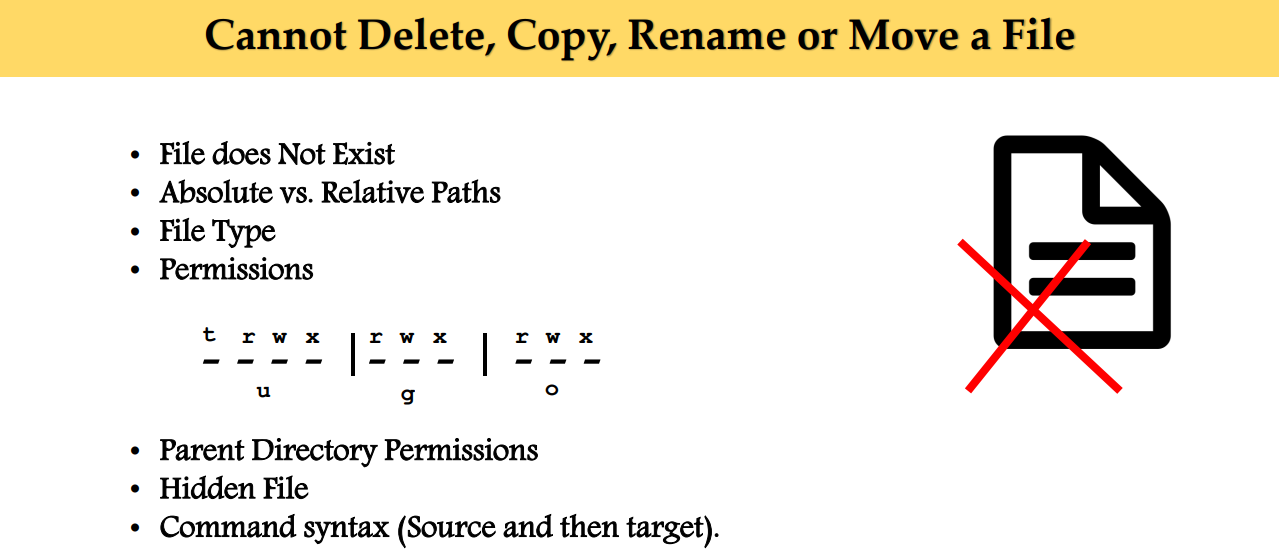 Cannot Delete, Copy, Rename or Move a File
• File does Not Exist
• Absolute vs. Relative Paths
• File Type
• Permissions
t r w x | r w x | r w x
_ _ _ _ _ _ _ _ _ _
u g o
• Parent Directory Permissions
• Hidden File
• Command syntax (Source and then target).